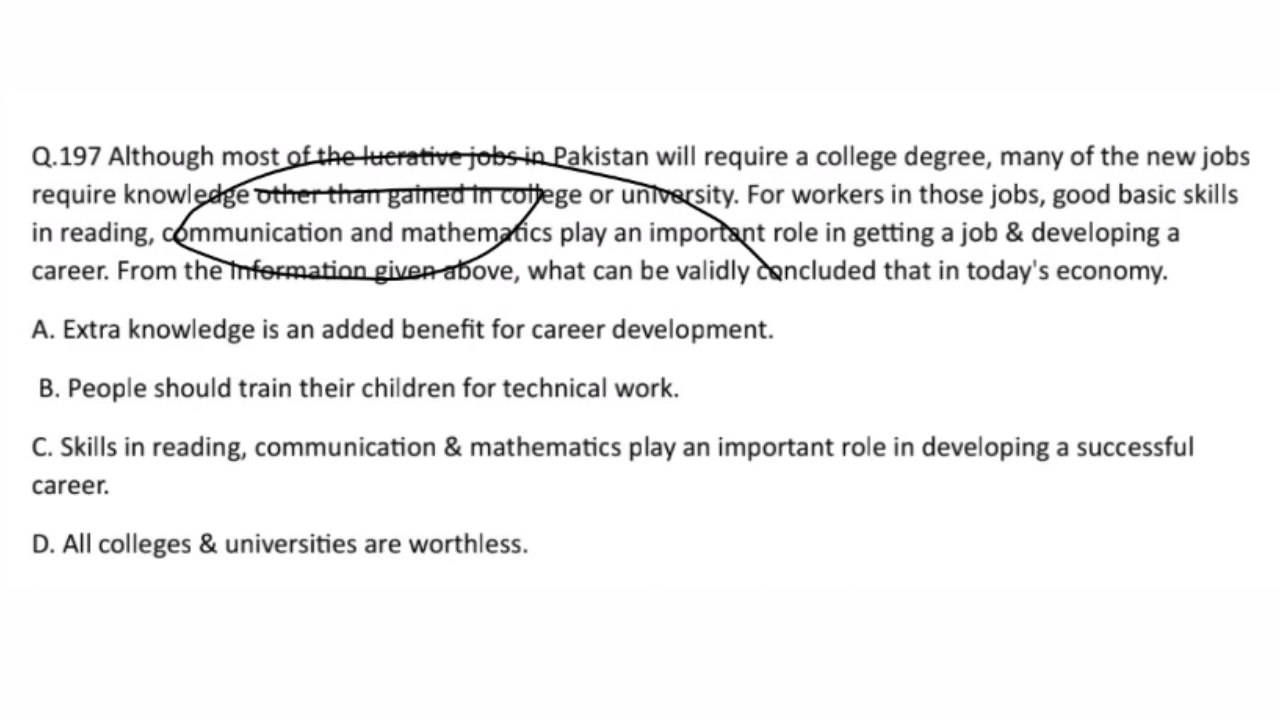 Q.197 Although most of the lucrative jobs in Pakistan will require a college degree, many of the new jobs
require knowledge other than gained in college or university. For workers in those jobs, good basic skills
in reading, communication and mathematics play an important role in getting a job & developing a
career. From the information given above, what can be validly concluded that in today's economy.
A. Extra knowledge is an added benefit for career development.
B. People should train their children for technical work.
C. Skills in reading, communication & mathematics play an important role in developing a successful
career.
D. All colleges & universities are worthless.